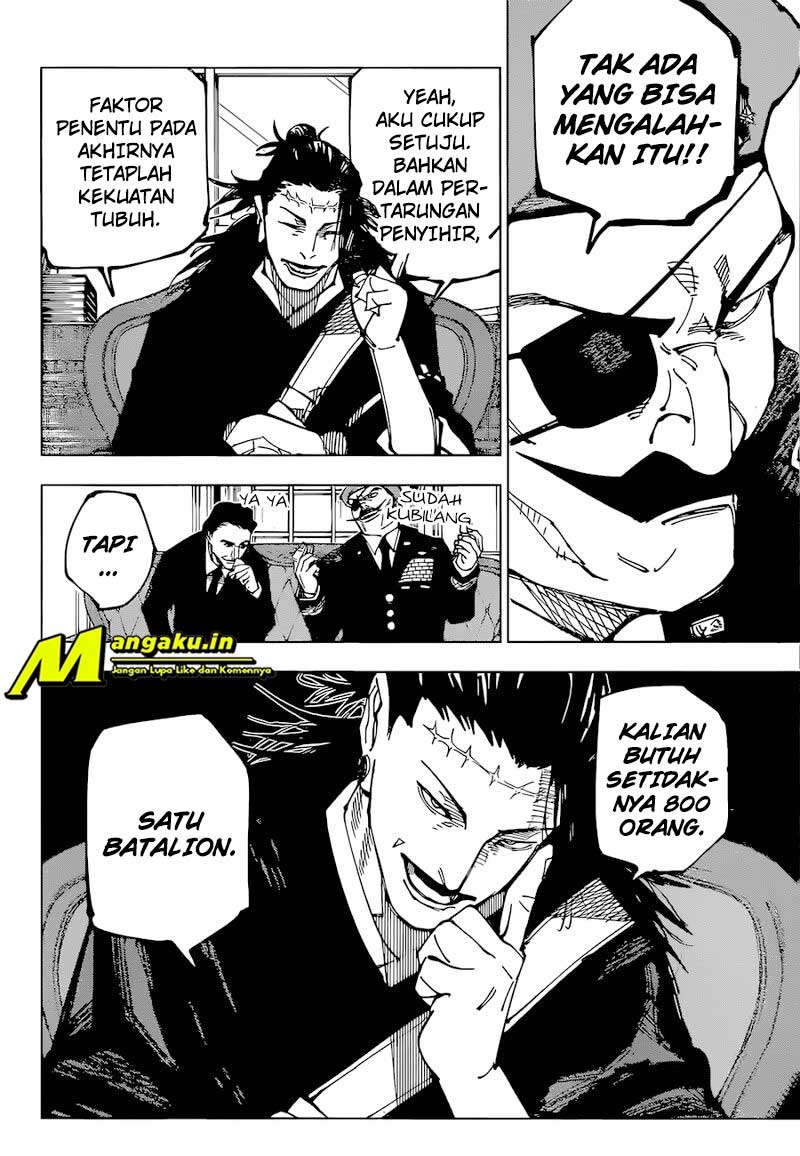 TAK ADA
YANG BISA
MENGALAH-
KAN ITU!!
YEAH,
AKU CUKUP
SETUJU.
BAHKAN
DALAM PER-
TARUNGAN
PENYIHIR,
FAKTOR
PENENTU PADA
AKHIRNYA
TETAPLAH
KEKUATAN
TUBUH.
SUDAH
KUBILANG
YA YA
TAPI
...
Mangaku.in
Jangan Lupa Like dan Komennya
KALIAN
BUTUH
SETIDAK-
NYA 800
ORANG.
SATU
BATALION.